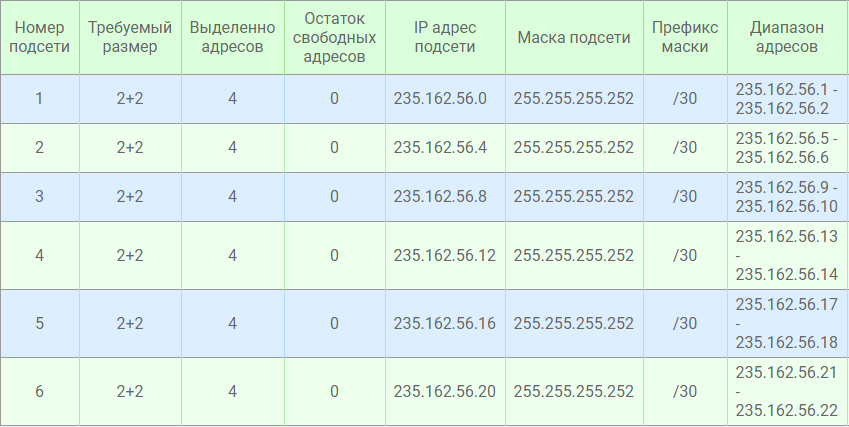 Номер подсети Требуемый размер Выделенно адресов Остаток свободных адресов IP адрес подсети Маска подсети Префикс маски Диапазон адресов
1 2+2 4 0 235.162.56.0 255.255.255.252 /30 235.162.56.1 - 235.162.56.2
2 2+2 4 0 235.162.56.4 255.255.255.252 /30 235.162.56.5 - 235.162.56.6
3 2+2 4 0 235.162.56.8 255.255.255.252 /30 235.162.56.9 - 235.162.56.10
4 2+2 4 0 235.162.56.12 255.255.255.252 /30 235.162.56.13 - 235.162.56.14
5 2+2 4 0 235.162.56.16 255.255.255.252 /30 235.162.56.17 - 235.162.56.18
6 2+2 4 0 235.162.56.20 255.255.255.252 /30 235.162.56.21 - 235.162.56.22